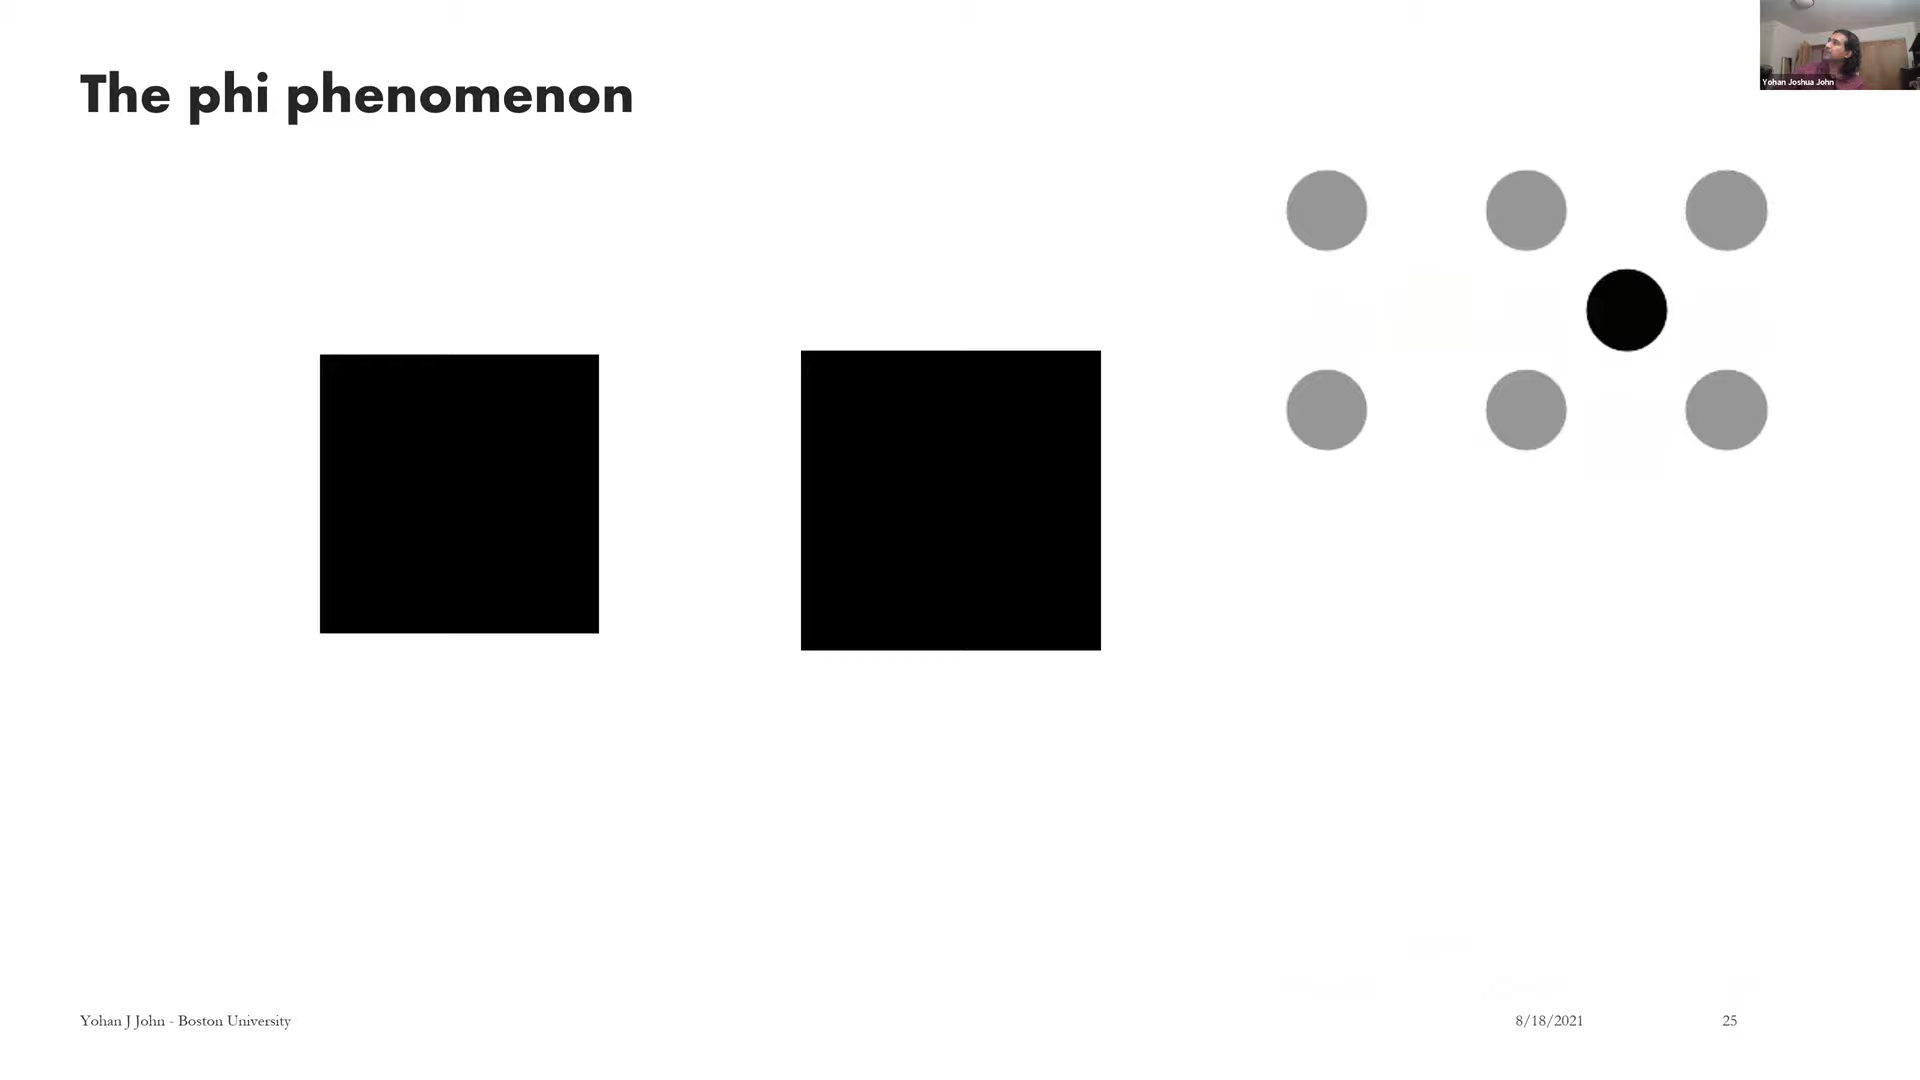 The phi phenomenon
Yohan Joshua John
Yohan J John - Boston University
8/18/2021
25